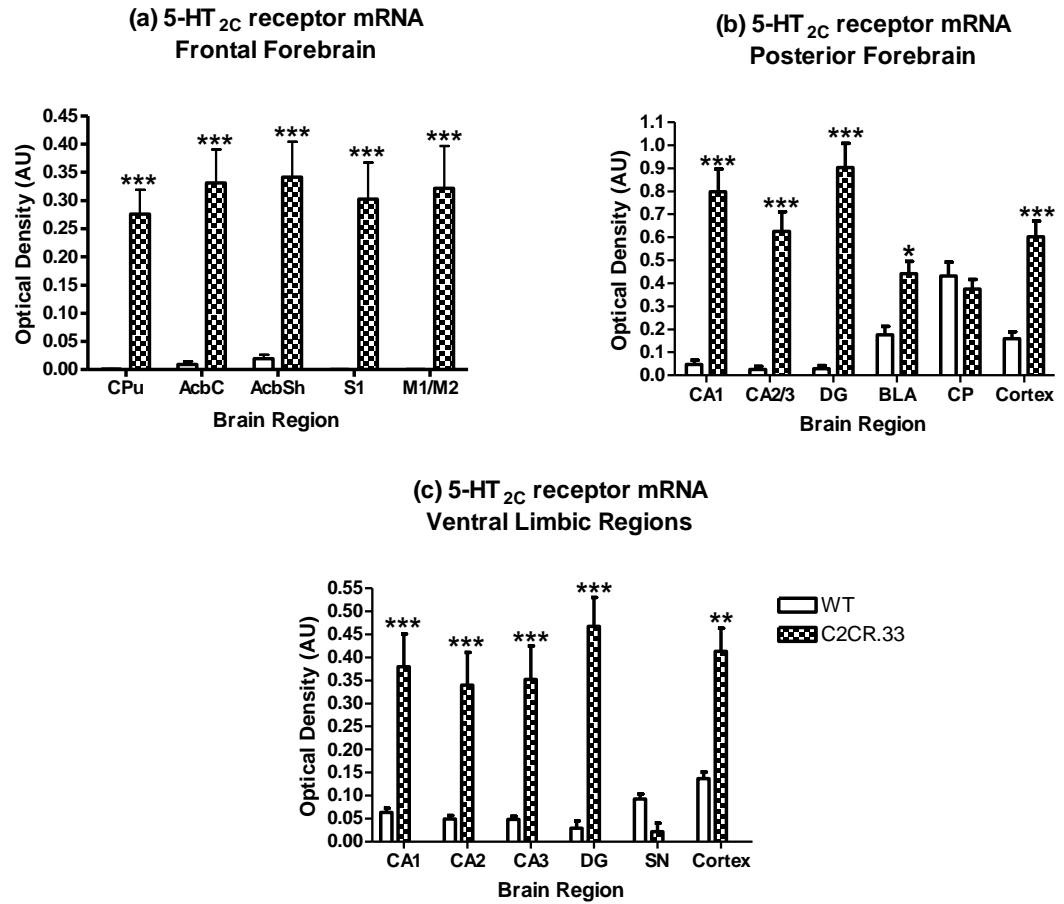 (a) 5-HT2C receptor mRNA
Frontal Forebrain
Optical Density (AU)
0.45
0.40
0.35
0.30
0.25
0.20
0.15
0.10
0.05
0.00
*** *** *** *** ***
CPu AcbC AcbSh S1 M1/M2
Brain Region
(b) 5-HT2C receptor mRNA
Posterior Forebrain
Optical Density (AU)
1.1
1.0
0.9
0.8
0.7
0.6
0.5
0.4
0.3
0.2
0.1
0.0
*** *** *** * ***
CA1 CA2/3 DG BLA CP Cortex
Brain Region
(c) 5-HT2C receptor mRNA
Ventral Limbic Regions
Optical Density (AU)
0.55
0.50
0.45
0.40
0.35
0.30
0.25
0.20
0.15
0.10
0.05
0.00
*** *** *** *** **
CA1 CA2 CA3 DG SN Cortex
Brain Region
WT
C2CR.33